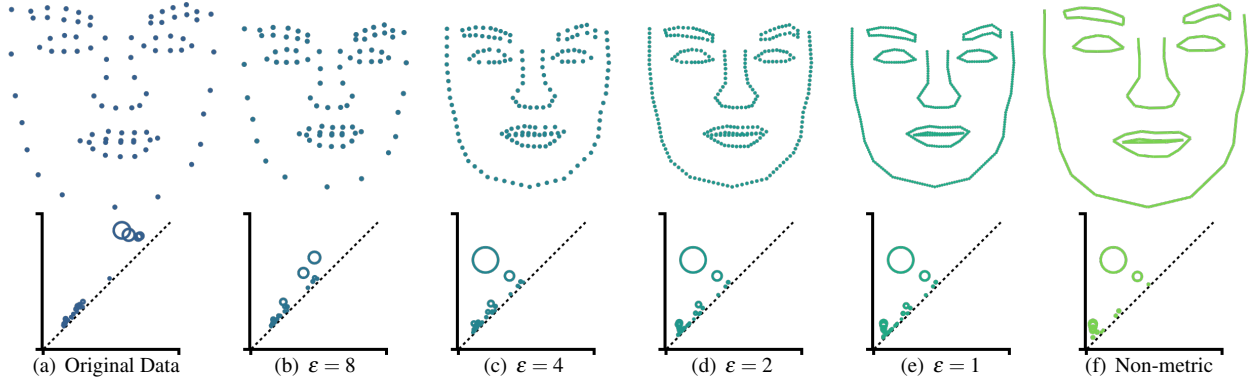 (a) Original Data
(b) ε = 8
(c) ε = 4
(d) ε = 2
(e) ε = 1
(f) Non-metric